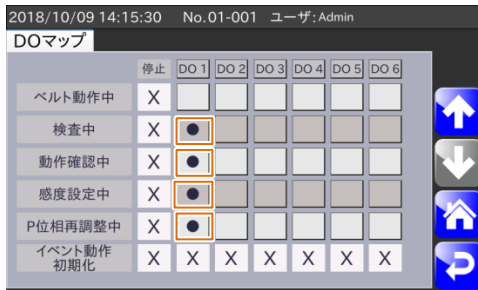 2018/10/09 14:15:30 No.01-001 ユーザ:Admin
DOマップ
停止 DO 1 DO 2 DO 3 DO 4 DO 5 DO 6
ベルト動作中 X
検査中 X ●
動作確認中 X ●
感度設定中 X ●
P位相再調整中 X ●
イベント動作
初期化 X X X X X X X